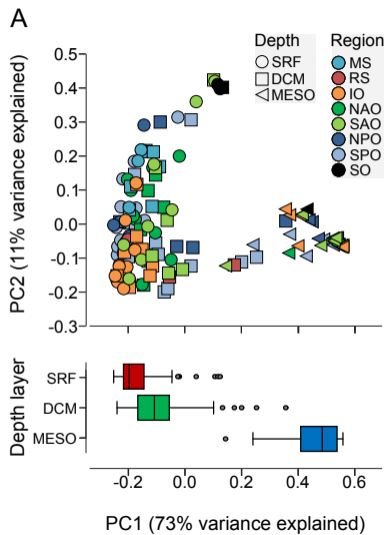 A
Depth
SRF
DCM
MESO
Region
MS
RS
IO
NAO
SAO
NPO
SPO
SO
PC2 (11% variance explained)
0.5
0.4
0.3
0.2
0.1
0.0
-0.1
-0.2
-0.3
Depth layer
SRF
DCM
MESO
-0.2
0.0
0.2
0.4
0.6
PC1 (73% variance explained)